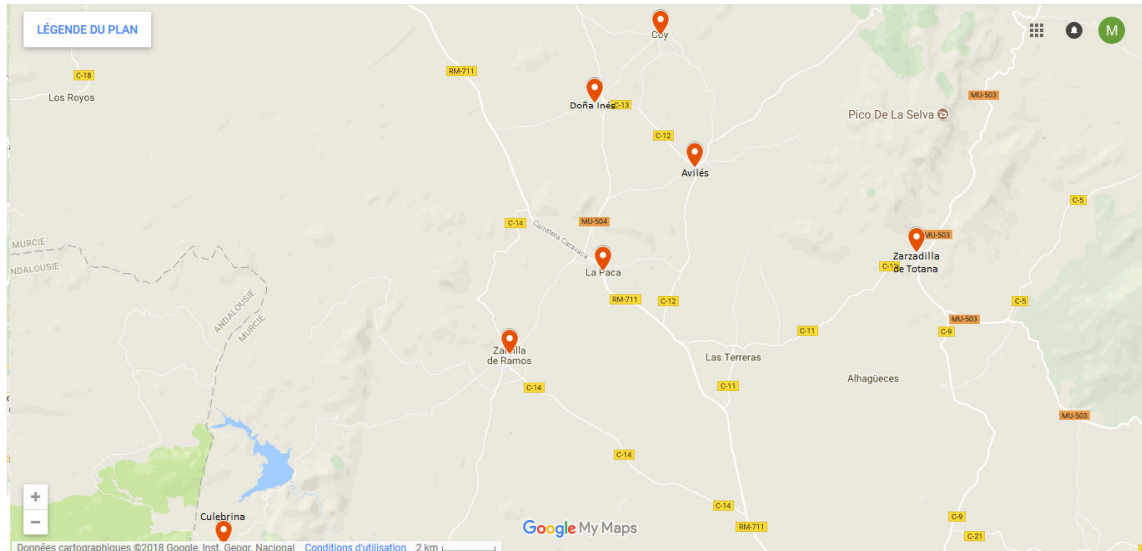 LÉGENDE DU PLAN
Coy
M
C-18
RM-711
Los Royos
MU-503
Doña Inés
C-13
Pico De La Selva
C-12
Avilés
C-5
C-14
Carretera Caravaca
MU-504
MURCIE
MU-503
ANDALOUSIE
Zarzadilla
de Totana
La Paca
ANDALOUSIE
MURCIE
RM-711
C-12
C-5
MU-503
C-11
C-9
de Ramos
Las Terreras
Alhagüeces
C-14
C-11
MU-503
C-14
C-14
Culebrina
C-9
RM-711
Google My Maps
C-21
Données cartographiques ©2018 Google, Inst. Geogr. Nacional Conditions d'utilisation 2 km